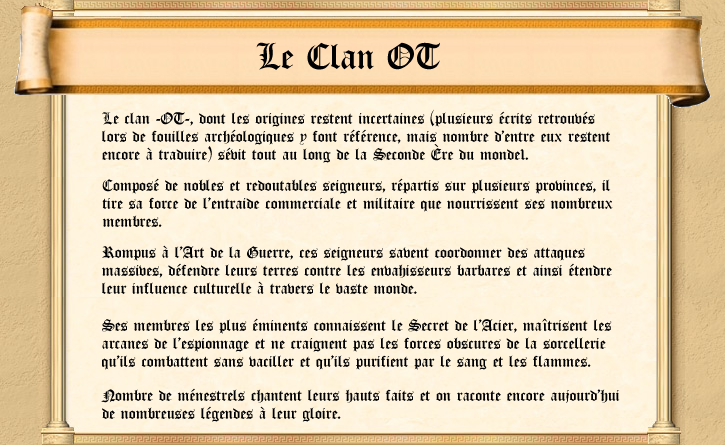 Le Clan OT
Le clan -OT-, dont les origines restent incertaines (plusieurs écrits retrouvés
lors de fouilles archéologiques y font référence, mais nombre d'entre eux restent
encore à traduire) sévit tout au long de la Seconde Ère du monde1.
Composé de nobles et redoutables seigneurs, répartis sur plusieurs provinces, il
tire sa force de l'entraide commerciale et militaire que nourrissent ses nombreux
membres.
Rompus à l'Art de la Guerre, ces seigneurs savent coordonner des attaques
massives, défendre leurs terres contre les envahisseurs barbares et ainsi étendre
leur influence culturelle à travers le vaste monde.
Ses membres les plus éminents connaissent le Secret de l'Acier, maîtrisent les
arcanes de l'espionnage et ne craignent pas les forces obscures de la sorcellerie
qu'ils combattent sans vaciller et qu'ils purifient par le sang et les flammes.
Nombre de ménestrels chantent leurs hauts faits et on raconte encore aujourd'hui
de nombreuses légendes à leur gloire.